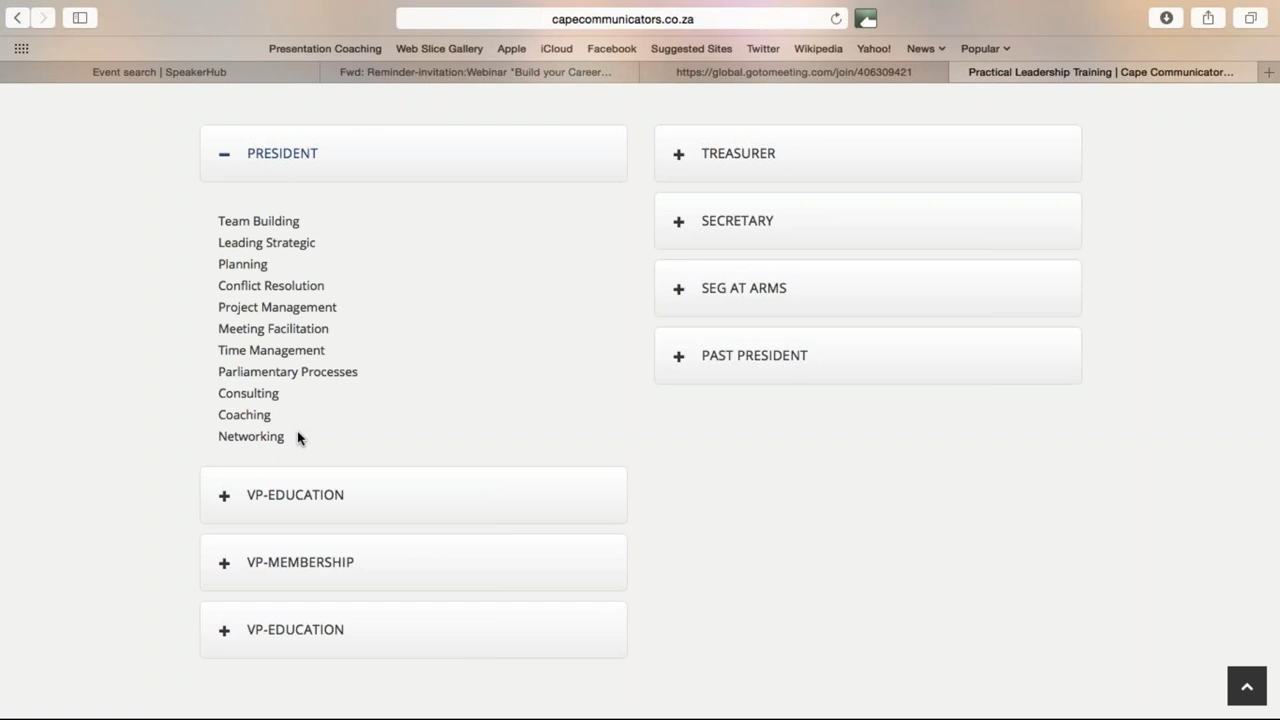 capecommunicators.co.za
Presentation Coaching Web Slice Gallery Apple iCloud Facebook Suggested Sites Twitter Wikipedia Yahoo! News Popular
Event search | SpeakerHub
Fwd: Reminder-invitation:Webinar "Build your Career...
https://global.gotomeeting.com/join/406309421
Practical Leadership Training | Cape Communicator...
PRESIDENT
Team Building
Leading Strategic
Planning
Conflict Resolution
Project Management
Meeting Facilitation
Time Management
Parliamentary Processes
Consulting
Coaching
Networking
VP-EDUCATION
VP-MEMBERSHIP
VP-EDUCATION
TREASURER
SECRETARY
SEG AT ARMS
PAST PRESIDENT